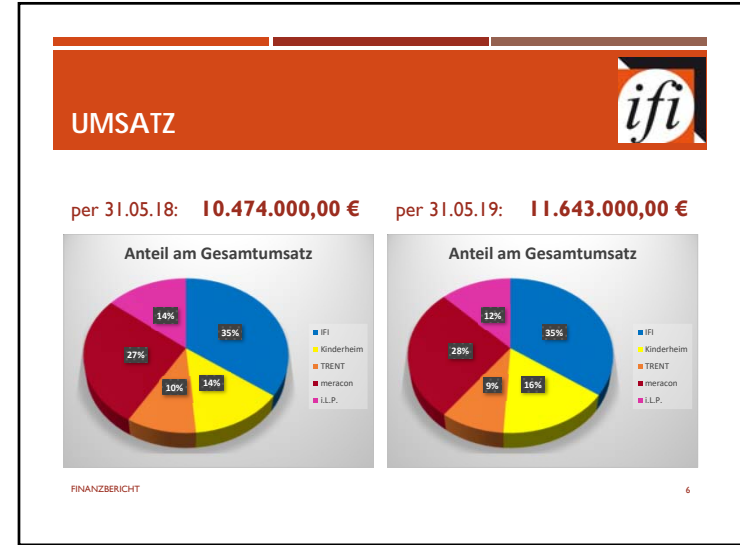 UMSATZ
ifi
per 31.05.18: 10.474.000,00 €
per 31.05.19: 11.643.000,00 €
Anteil am Gesamtumsatz
14%
35%
27%
10%
14%
IFI
Kinderheim
TRENT
meracon
i.L.P.
Anteil am Gesamtumsatz
12%
35%
28%
9%
16%
IFI
Kinderheim
TRENT
meracon
i.L.P.
FINANZBERICHT
6